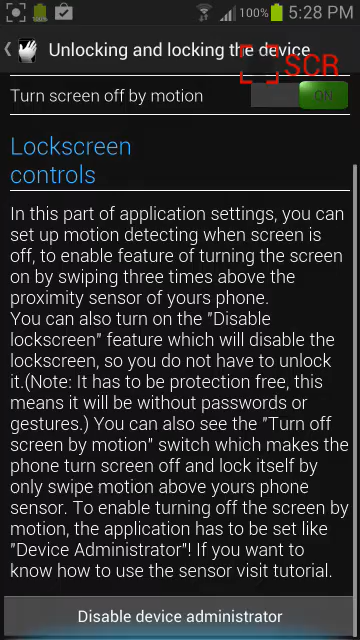 100% 5:28 PM
Unlocking and locking the device
SCR
Turn screen off by motion
ON
Lockscreen
controls
In this part of application settings, you can
set up motion detecting when screen is
off, to enable feature of turning the screen
on by swiping three times above the
proximity sensor of yours phone.
You can also turn on the "Disable
lockscreen" feature which will disable the
lockscreen, so you do not have to unlock
it.(Note: It has to be protection free, this
means it will be without passwords or
gestures.) You can also see the "Turn off
screen by motion" switch which makes the
phone turn screen off and lock itself by
only swipe motion above yours phone
sensor. To enable turning off the screen by
motion, the application has to be set like
"Device Administrator"! If you want to
know how to use the sensor visit tutorial.
Disable device administrator